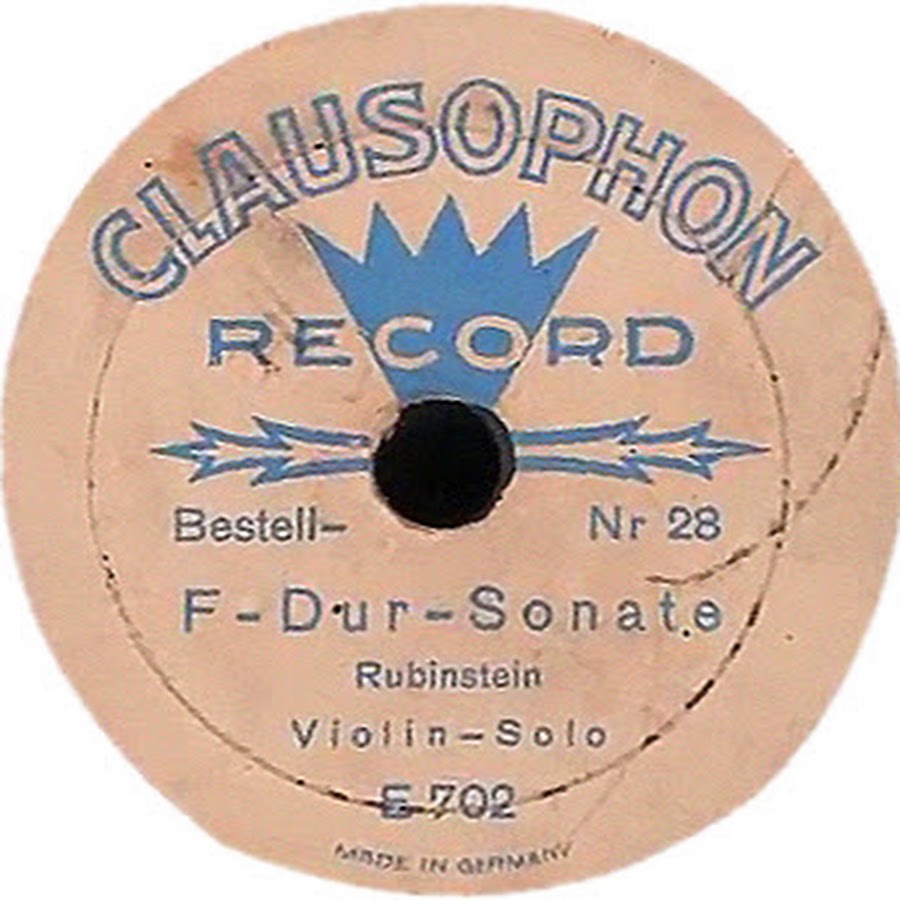 CLAUSOPHON
RECORD
Bestell- Nr 28
F-Dur-Sonate
Rubinstein
Violin-Solo
E 702
MADE IN GERMANY